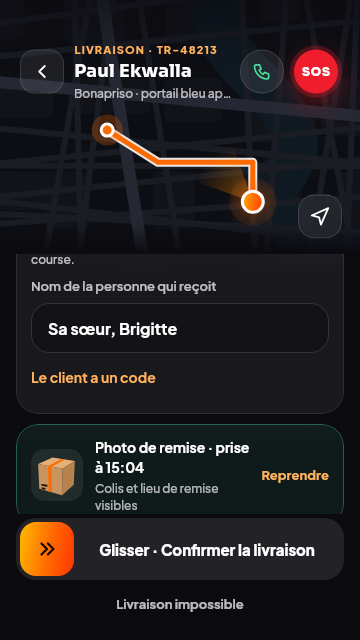 LIVRAISON · TR-48213
Paul Ekwalla
SOS
Bonapriso · portail bleu ap…
course.
Nom de la personne qui reçoit
Sa sœur, Brigitte
Le client a un code
Photo de remise · prise
à 15:04
Reprendre
Colis et lieu de remise
visibles
Glisser · Confirmer la livraison
Livraison impossible